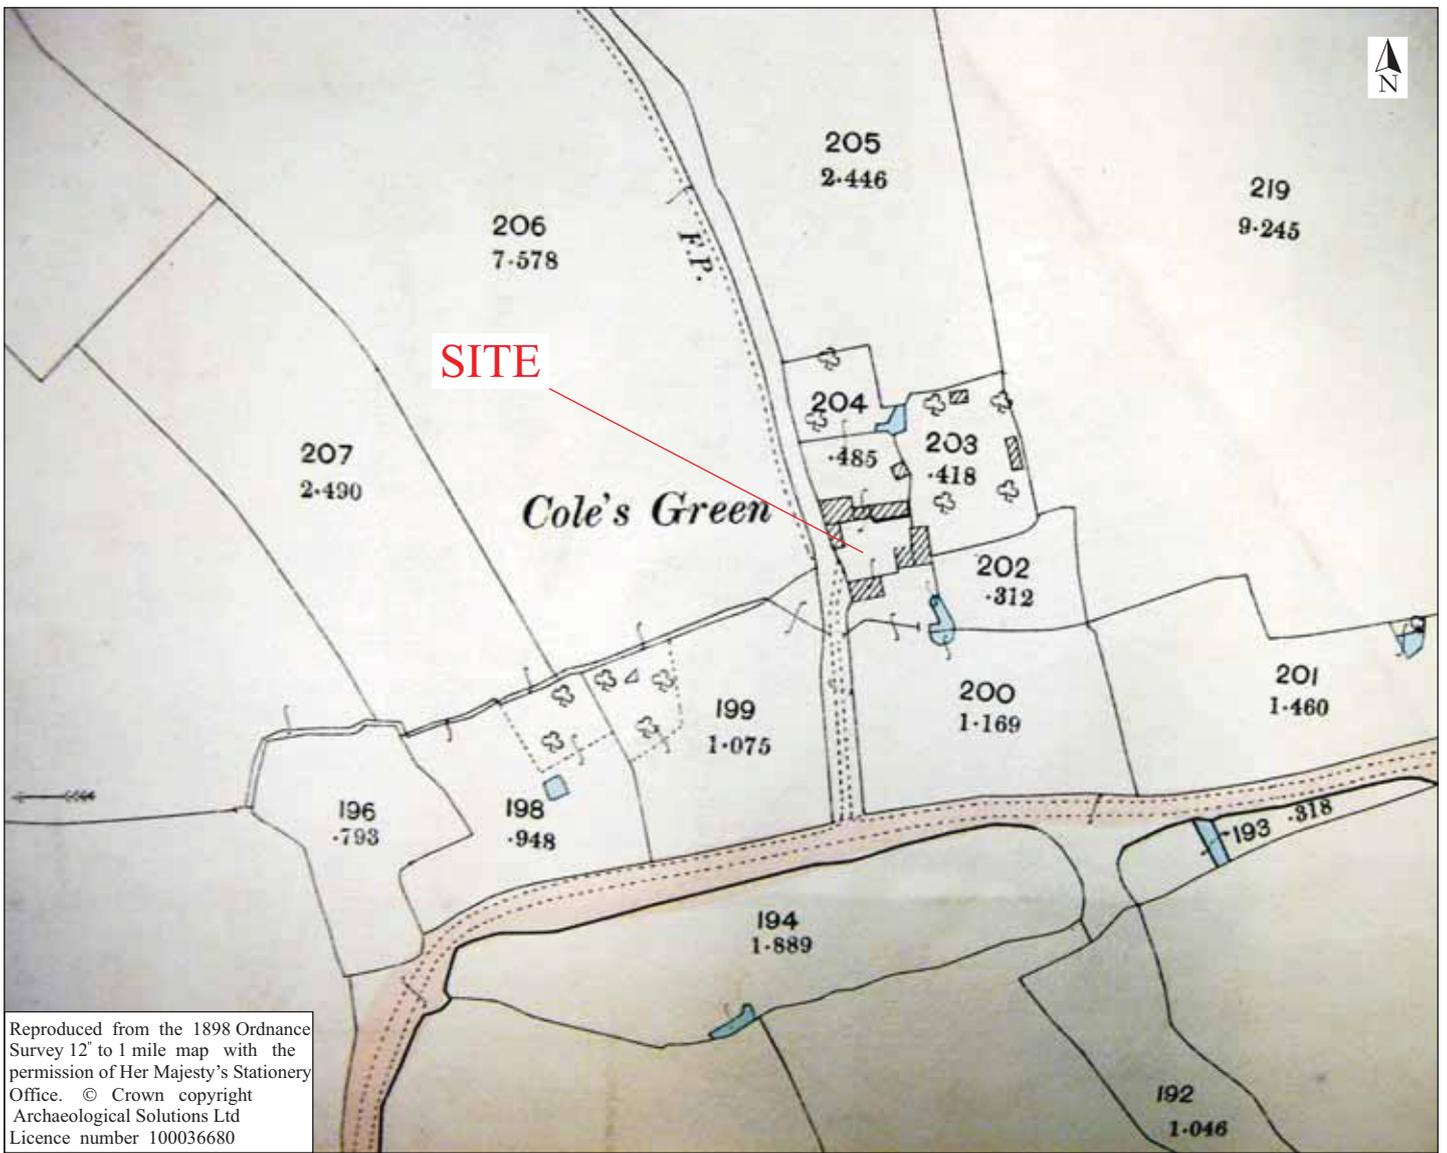 N
205
2·446
219
9·245
206
7·578
F.P.
SITE
204
·485
203
·418
207
2·490
Cole's Green
202
·312
201
1·460
200
1·169
199
1·075
196
·793
198
·948
193 ·318
194
1·889
192
1·046
Reproduced from the 1898 Ordnance
Survey 12" to 1 mile map with the
permission of Her Majesty's Stationery
Office. © Crown copyright
Archaeological Solutions Ltd
Licence number 100036680